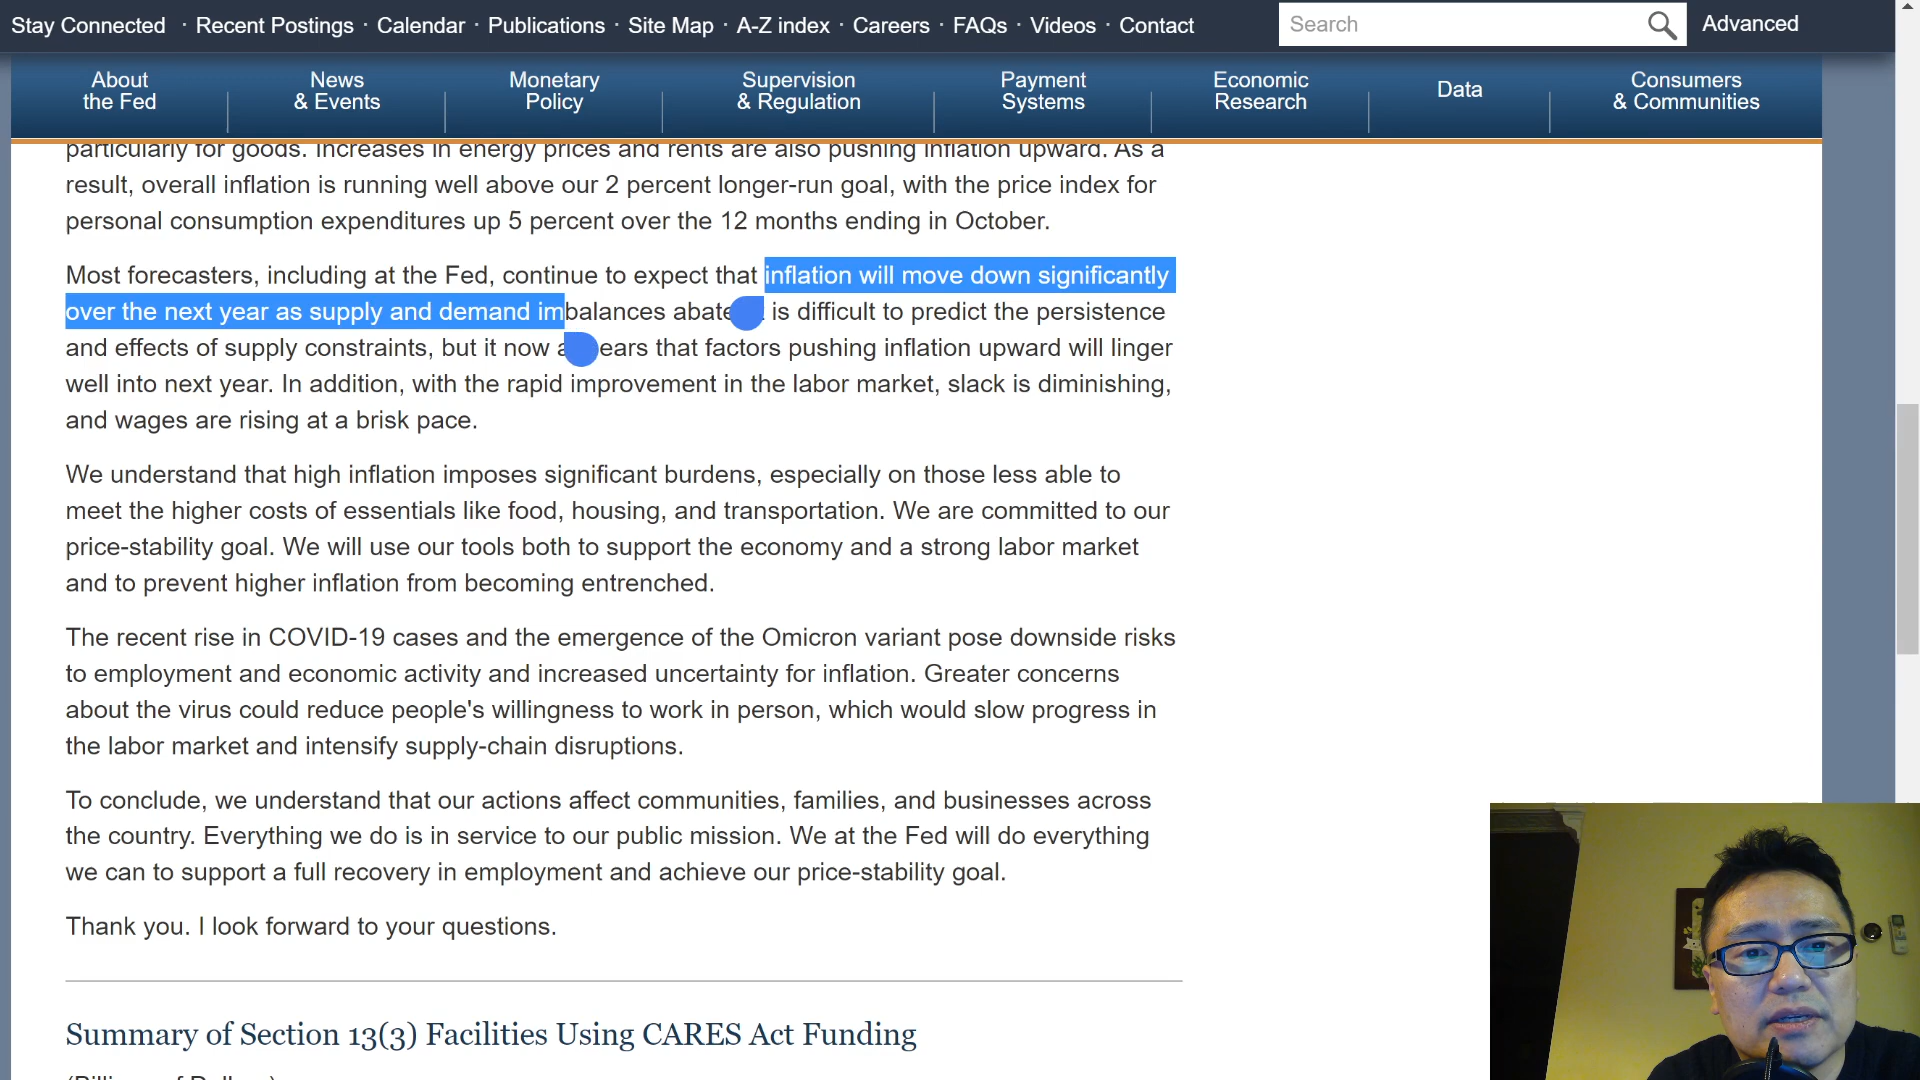 Stay Connected · Recent Postings · Calendar · Publications · Site Map · A-Z index · Careers · FAQs · Videos · Contact
Search
Advanced
About
the Fed
News
& Events
Monetary
Policy
Supervision
& Regulation
Payment
Systems
Economic
Research
Data
Consumers
& Communities
particularly for goods. Increases in energy prices and rents are also pushing inflation upward. As a
result, overall inflation is running well above our 2 percent longer-run goal, with the price index for
personal consumption expenditures up 5 percent over the 12 months ending in October.
Most forecasters, including at the Fed, continue to expect that inflation will move down significantly
over the next year as supply and demand imbalances abate is difficult to predict the persistence
and effects of supply constraints, but it now a ears that factors pushing inflation upward will linger
well into next year. In addition, with the rapid improvement in the labor market, slack is diminishing,
and wages are rising at a brisk pace.
We understand that high inflation imposes significant burdens, especially on those less able to
meet the higher costs of essentials like food, housing, and transportation. We are committed to our
price-stability goal. We will use our tools both to support the economy and a strong labor market
and to prevent higher inflation from becoming entrenched.
The recent rise in COVID-19 cases and the emergence of the Omicron variant pose downside risks
to employment and economic activity and increased uncertainty for inflation. Greater concerns
about the virus could reduce people's willingness to work in person, which would slow progress in
the labor market and intensify supply-chain disruptions.
To conclude, we understand that our actions affect communities, families, and businesses across
the country. Everything we do is in service to our public mission. We at the Fed will do everything
we can to support a full recovery in employment and achieve our price-stability goal.
Thank you. I look forward to your questions.
Summary of Section 13(3) Facilities Using CARES Act Funding